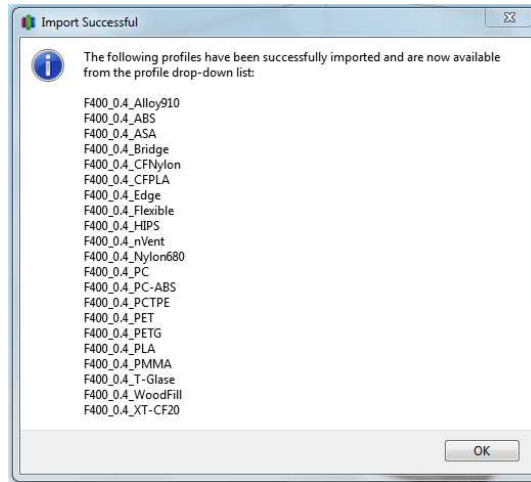 Import Successful
The following profiles have been successfully imported and are now available
from the profile drop-down list:
F400_0.4_Alloy910
F400_0.4_ABS
F400_0.4_ASA
F400_0.4_Bridge
F400_0.4_CFNylon
F400_0.4_CFPLA
F400_0.4_Edge
F400_0.4_Flexible
F400_0.4_HIPS
F400_0.4_nVent
F400_0.4_Nylon680
F400_0.4_PC
F400_0.4_PC-ABS
F400_0.4_PCTPE
F400_0.4_PET
F400_0.4_PETG
F400_0.4_PLA
F400_0.4_PMMA
F400_0.4_T-Glase
F400_0.4_WoodFill
F400_0.4_XT-CF20
OK